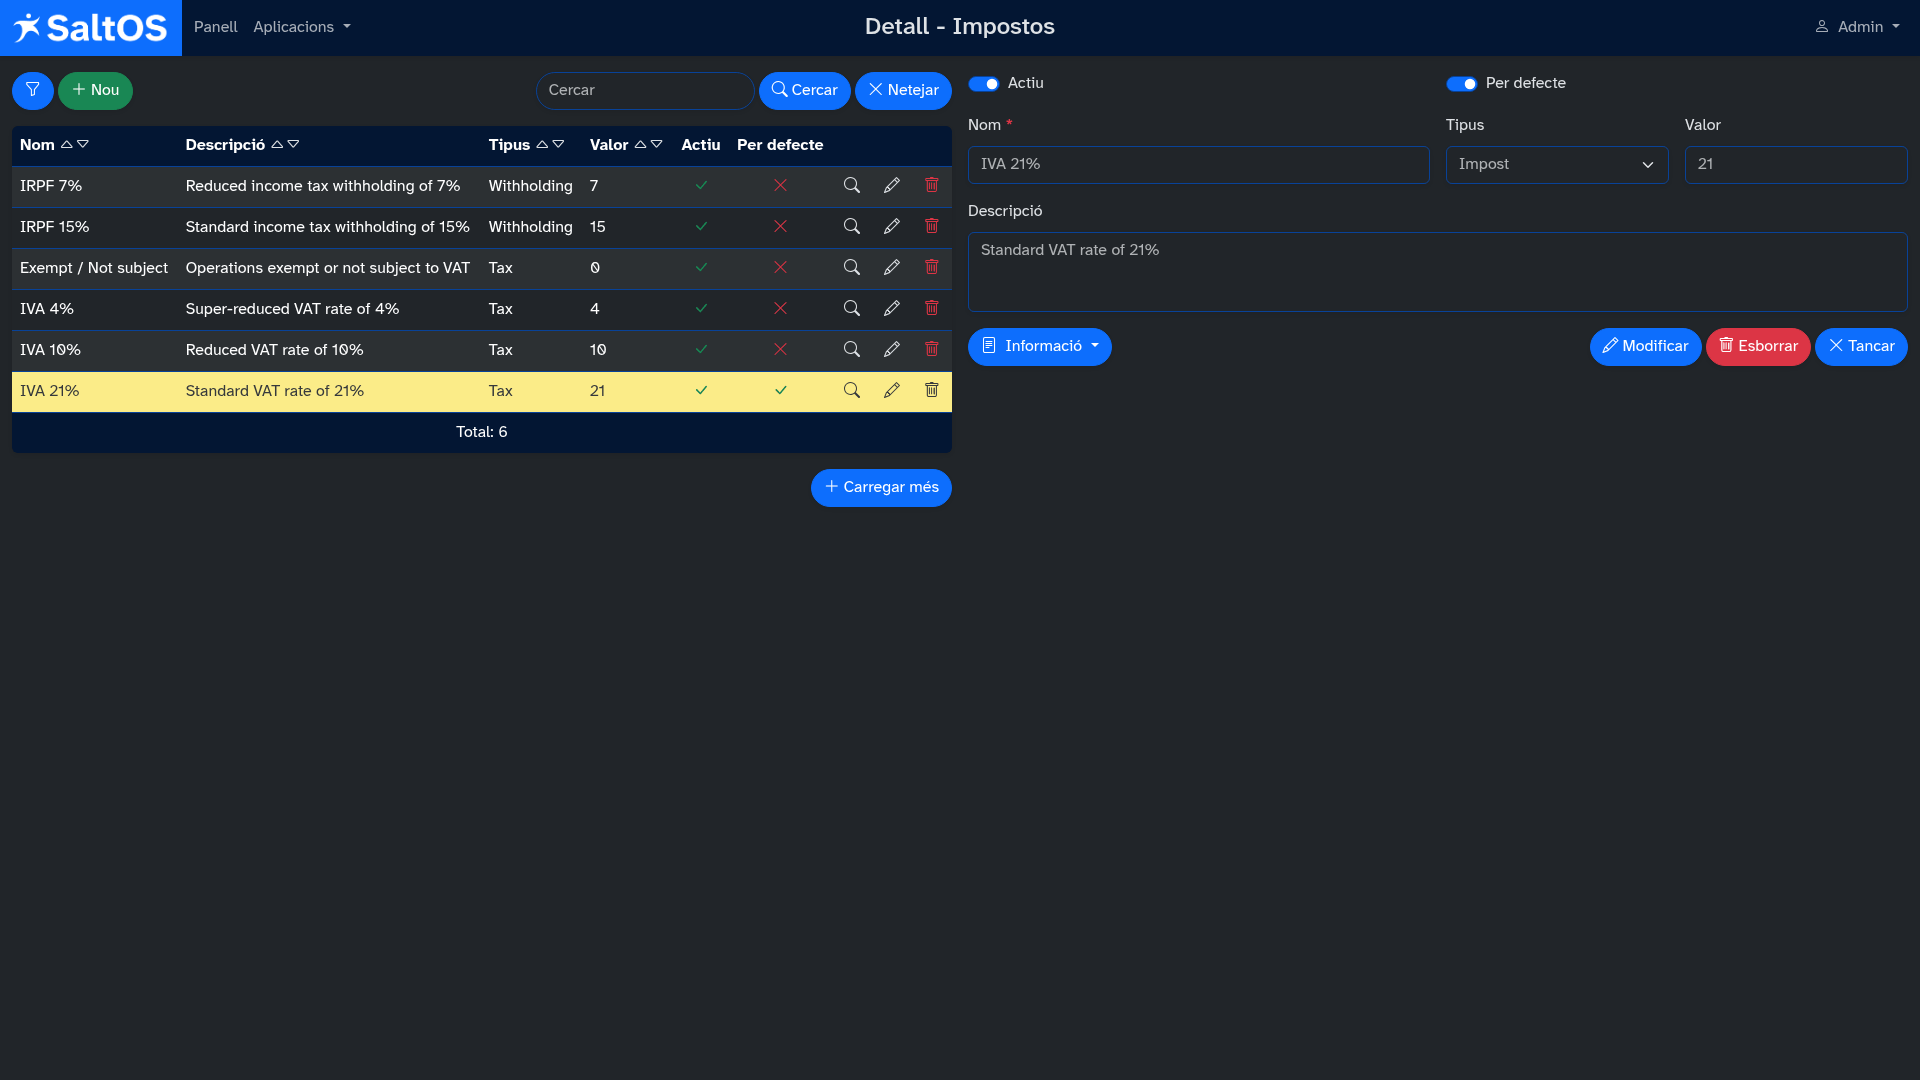 SaltOS Panell Aplicacions Detall - Impostos Admin
Nou Cercar Cercar Netejar
Nom Descripció Tipus Valor Actiu Per defecte
IRPF 7% Reduced income tax withholding of 7% Withholding 7
IRPF 15% Standard income tax withholding of 15% Withholding 15
Exempt / Not subject Operations exempt or not subject to VAT Tax 0
IVA 4% Super-reduced VAT rate of 4% Tax 4
IVA 10% Reduced VAT rate of 10% Tax 10
IVA 21% Standard VAT rate of 21% Tax 21
Total: 6
Carregar més
Actiu Per defecte
Nom * Tipus Valor
IVA 21% Impost 21
Descripció
Standard VAT rate of 21%
Informació Modificar Esborrar Tancar